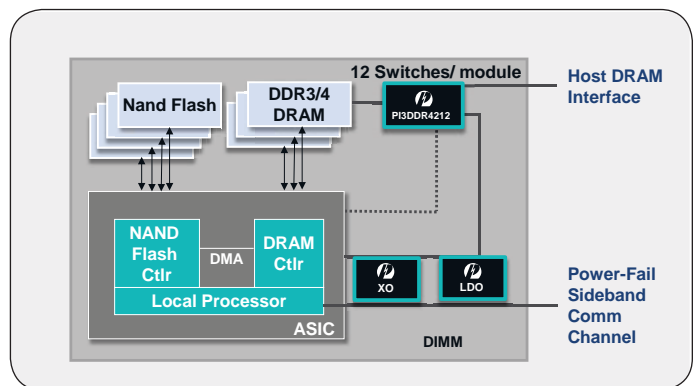 12 Switches/ module
Host DRAM
Interface
Nand Flash
DDR3/4
DRAM
PI3DDR4212
NAND
Flash
Ctlr
DMA
DRAM
Ctlr
Local Processor
ASIC
XO
LDO
DIMM
Power-Fail
Sideband
Comm
Channel